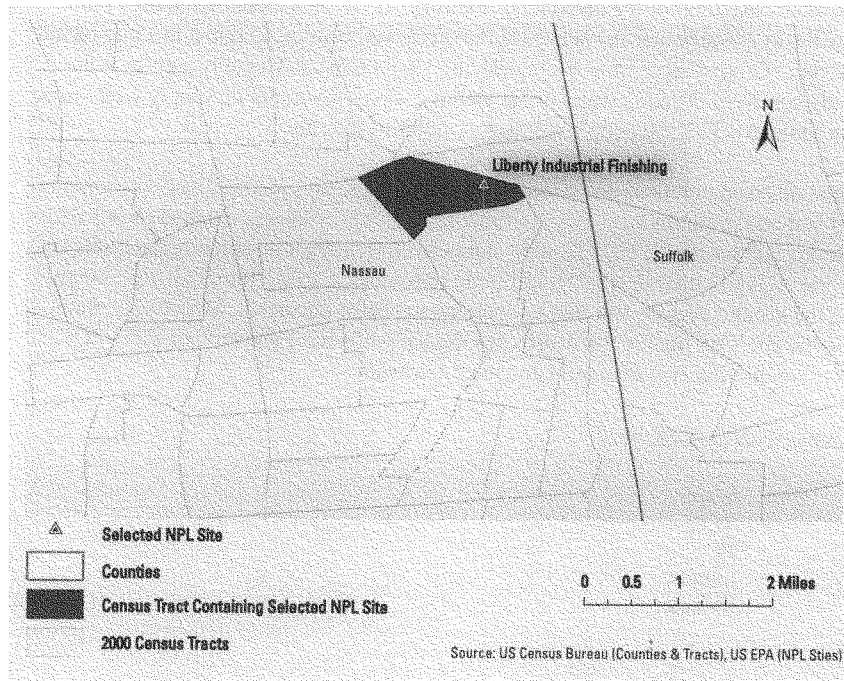 N
Liberty Industrial Finishing
Nassau
Suffolk
Selected NPL Site
Counties
Census Tract Containing Selected NPL Site
2000 Census Tracts
0 0.5 1 2 Miles
Source: US Census Bureau (Counties & Tracts), US EPA (NPL Sties)